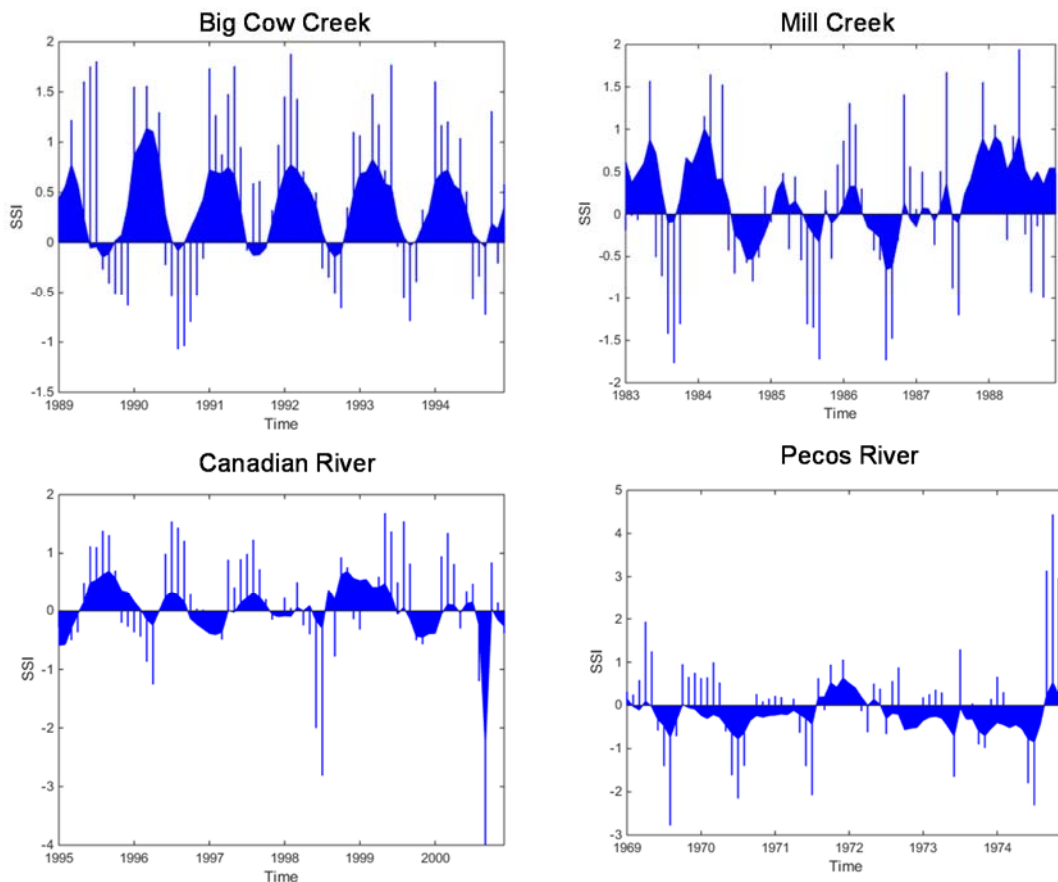 Big Cow Creek
2
1.5
1
0.5
0
-0.5
-1
-1.5
SSI
1989 1990 1991 1992 1993 1994
Time
Mill Creek
2
1.5
1
0.5
0
-0.5
-1
-1.5
-2
SSI
1983 1984 1985 1986 1987 1988
Time
Canadian River
2
1
0
-1
-2
-3
-4
SSI
1995 1996 1997 1998 1999 2000
Time
Pecos River
5
4
3
2
1
0
-1
-2
-3
SSI
1969 1970 1971 1972 1973 1974
Time